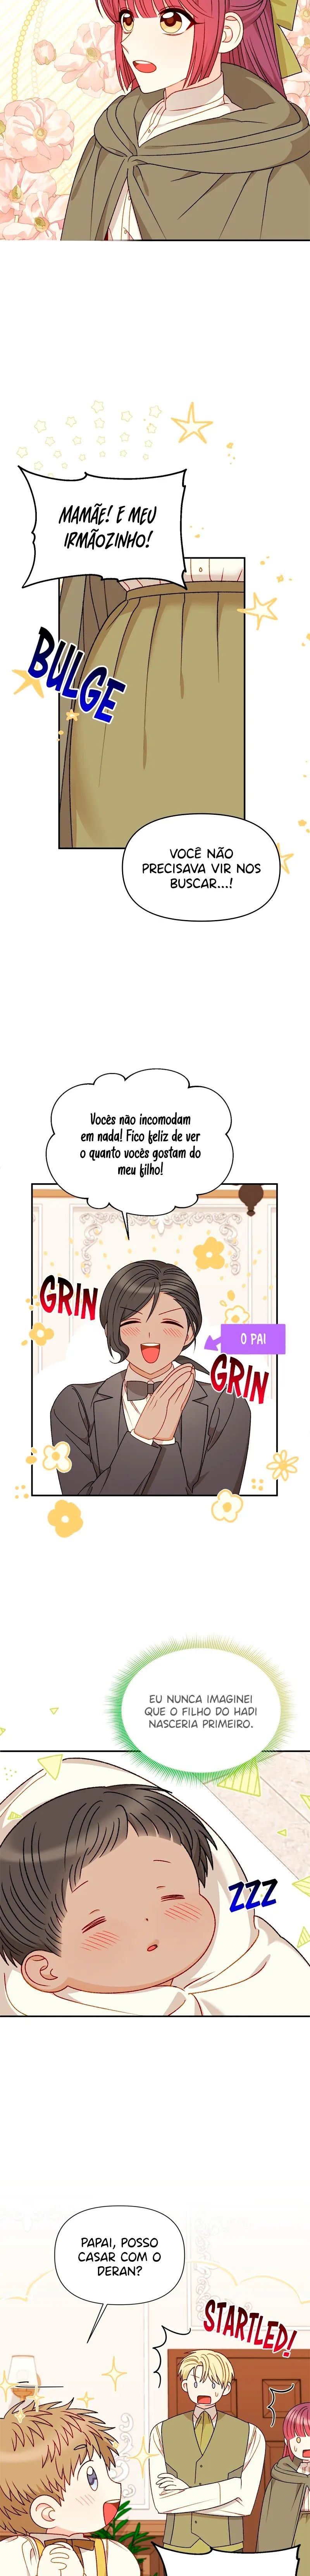 MAMÃE! E MEU
IRMÃOZINHO!
BULGE
VOCÊ NÃO
PRECISAVA VIR NOS
BUSCAR...!
Vocês não incomodam
em nada! Fico feliz de ver
o quanto vocês gostam do
meu filho!
GRIN
O PAI
GRIN
EU NUNCA IMAGINEI
QUE O FILHO DO HADI
NASCERIA PRIMEIRO.
ZZZ
PAPAI, POSSO
CASAR COM O
DERAN?
STARTLED!